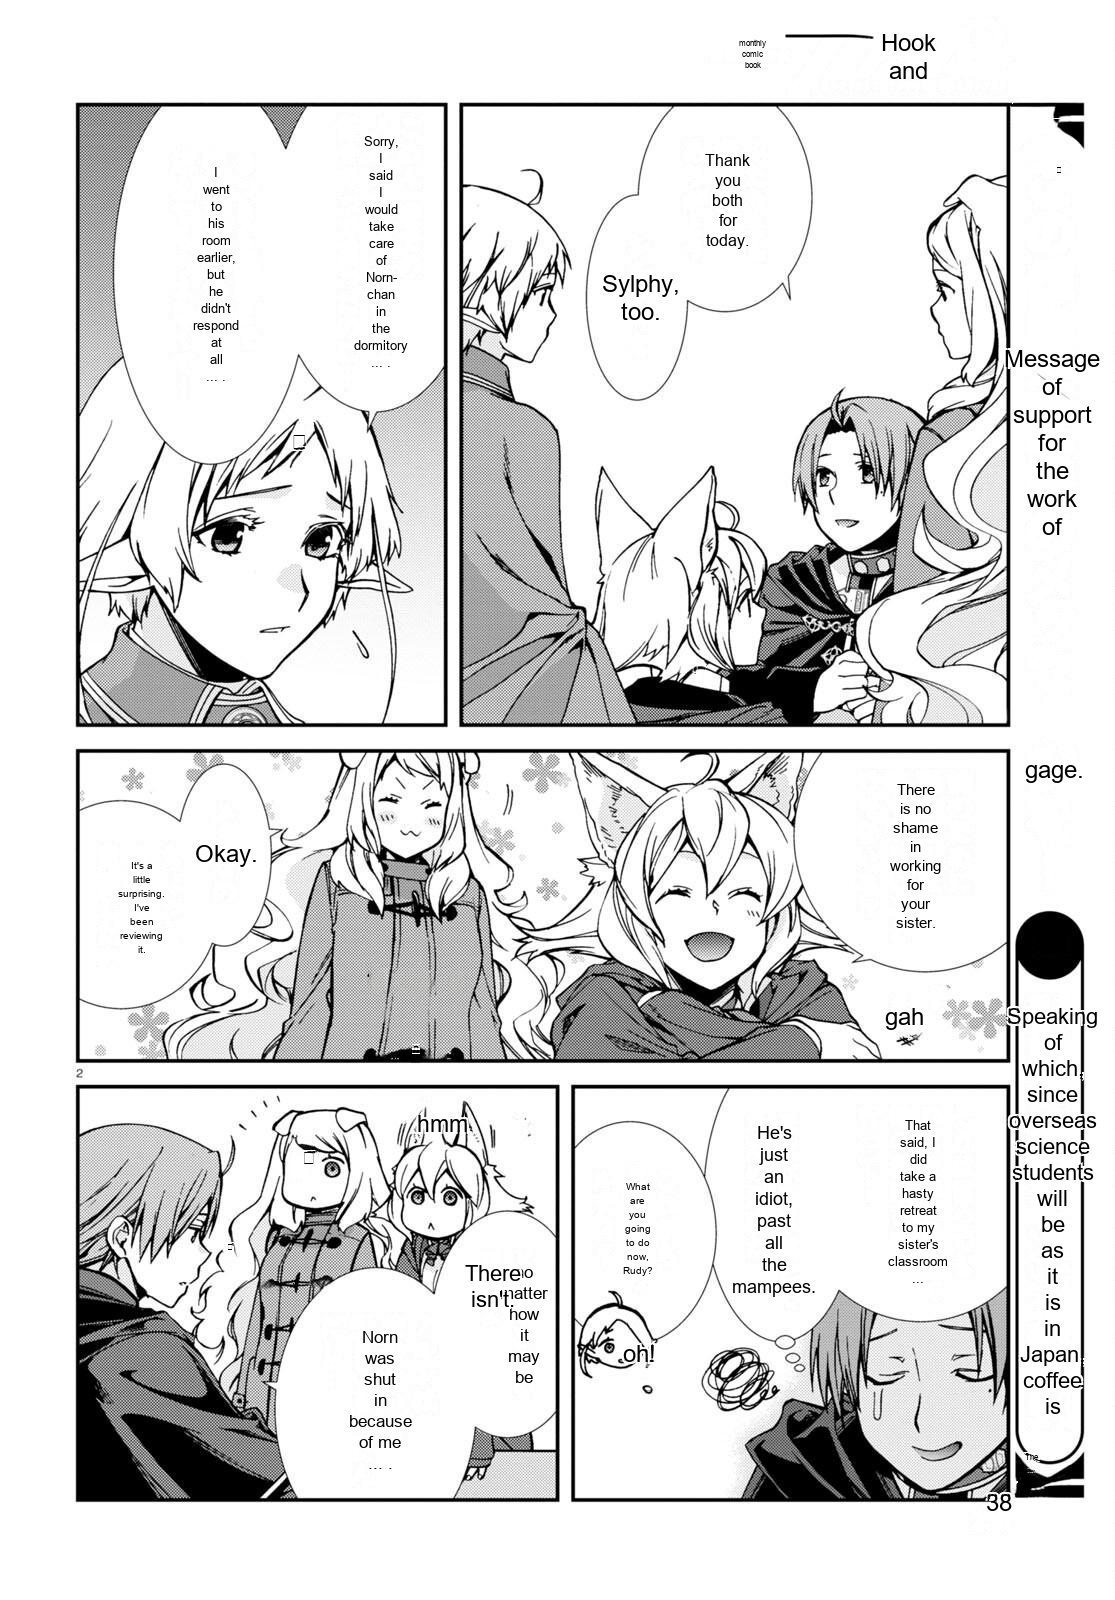 monthly
comic
book
Hook
and
Thank
you
both
for
today.
Sylphy,
too.
Sorry,
I
said
I
would
take
care
of
Norn-
chan
in
the
dormitory
... .
I
went
to
his
room
earlier,
but
he
didn't
respond
at
all
... .
Message
of
support
for
the
work
of
gage.
There
is no
shame
in
working
for
your
sister.
gah
Okay.
It's a
little
surprising.
I've
been
reviewing
it.
Speaking
of
which,
since
overseas
science
students
will
be
as
it
is
in
Japan,
coffee
is
The
2
That
said, I
did
take a
hasty
retreat
to my
sister's
classroom
...
He's
just
an
idiot,
past
all
the
mampees.
What
are
you
going
to do
now,
Rudy?
oh!
hmm
There
isn't.
no
matter
how
it
may
be
Norn
was
shut
in
because
of me
... .
38